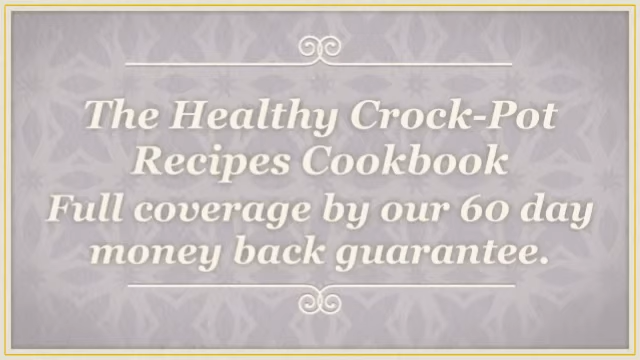 The Healthy Crock-Pot
Recipes Cookbook
Full coverage by our 60 day
money back guarantee.